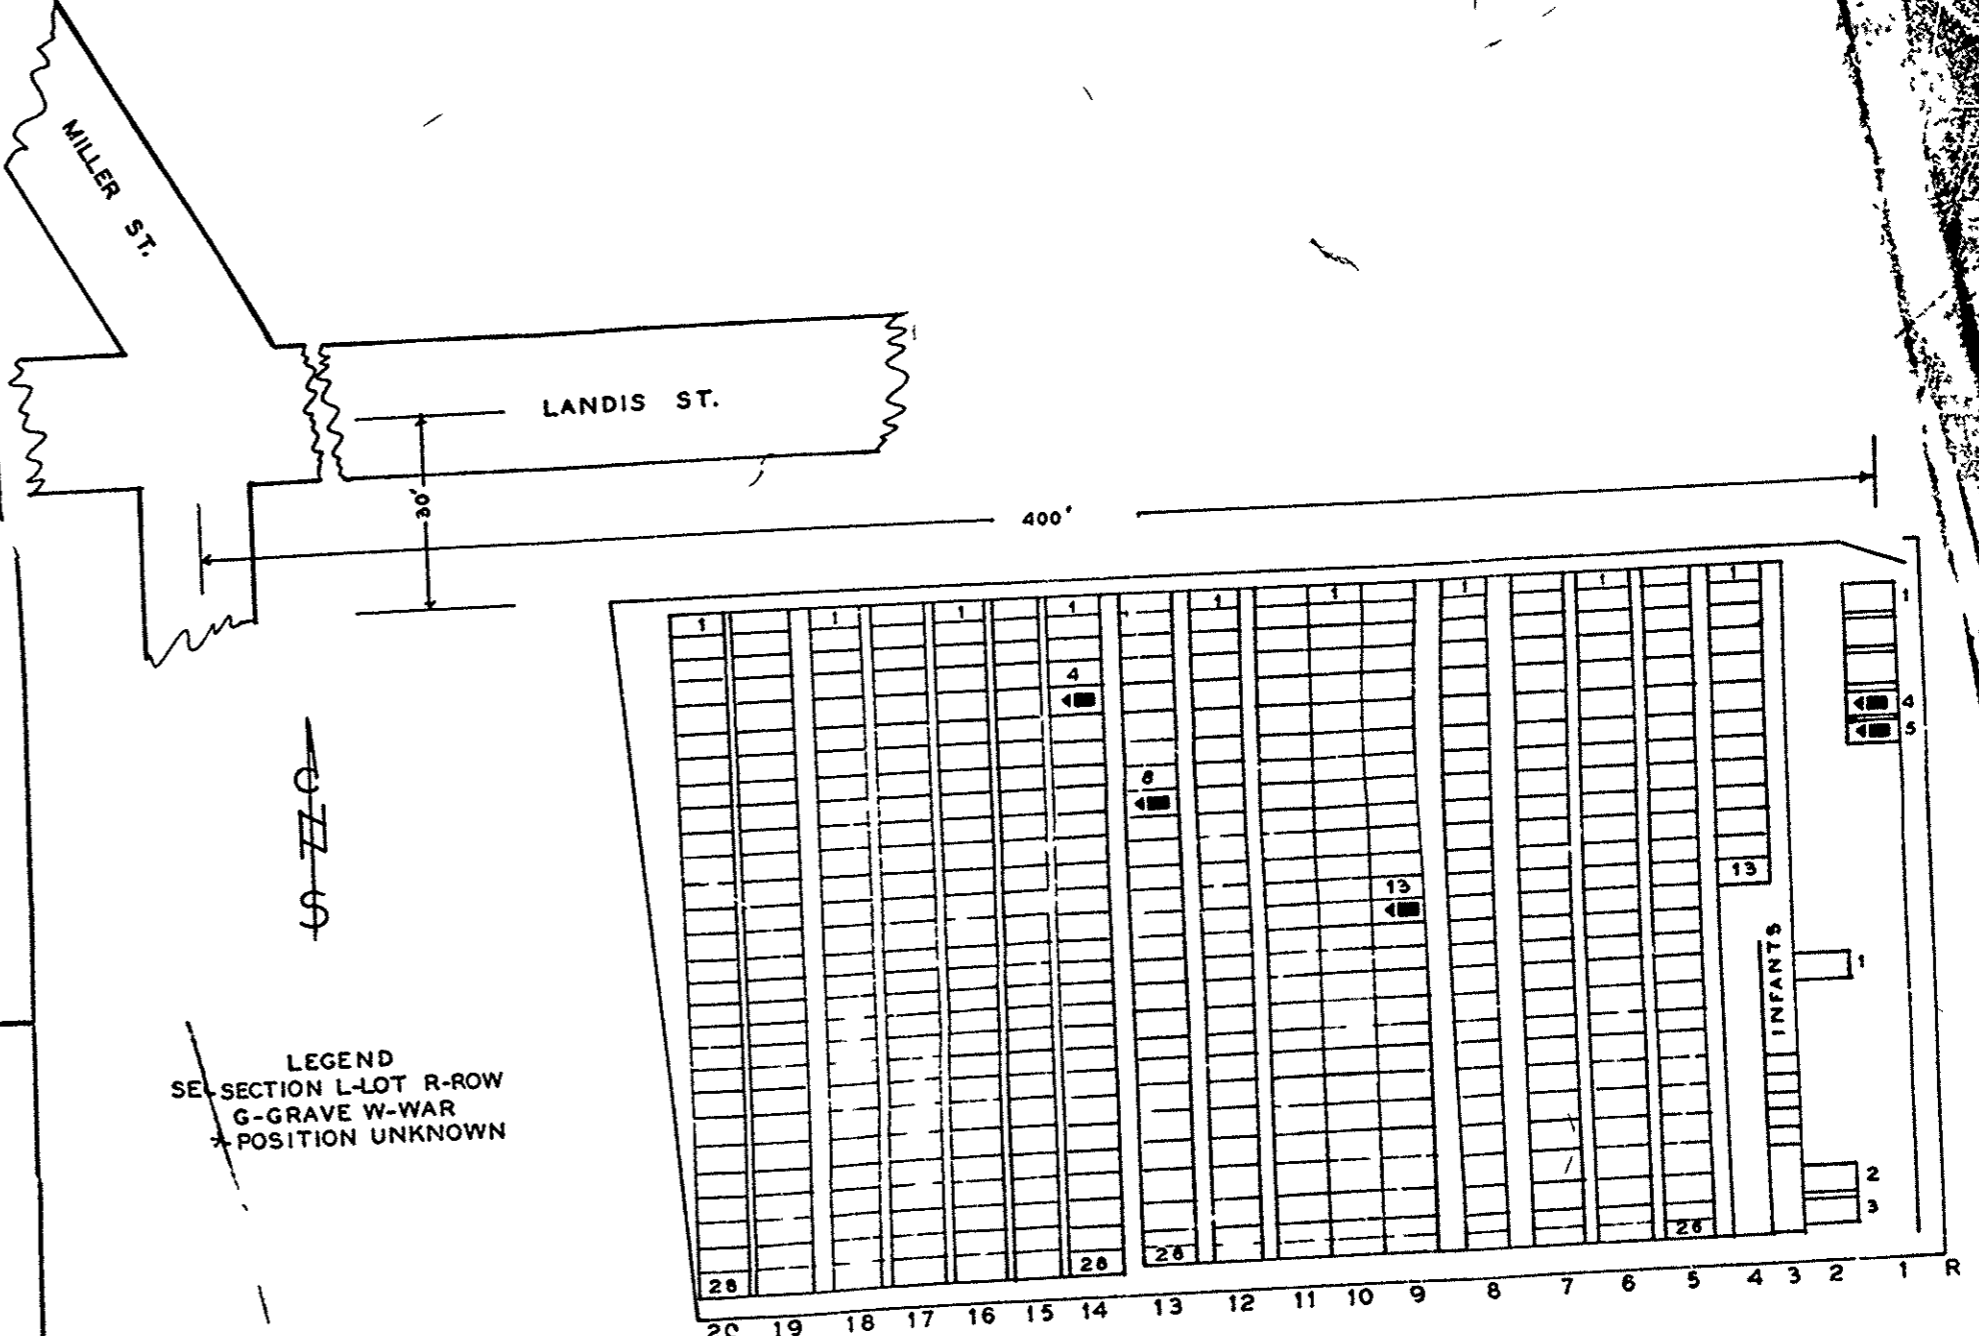 MILLER ST.
LANDIS ST.
30'
400'
1 1 1 1 1 1 1 1 1 1
4
4
5
8
13
13
INFANTS
1
LEGEND
SE-SECTION L-LOT R-ROW
G-GRAVE W-WAR
*-POSITION UNKNOWN
2
3
28 28 28 26
20 19 18 17 16 15 14 13 12 11 10 9 8 7 6 5 4 3 2 1 R
N
S